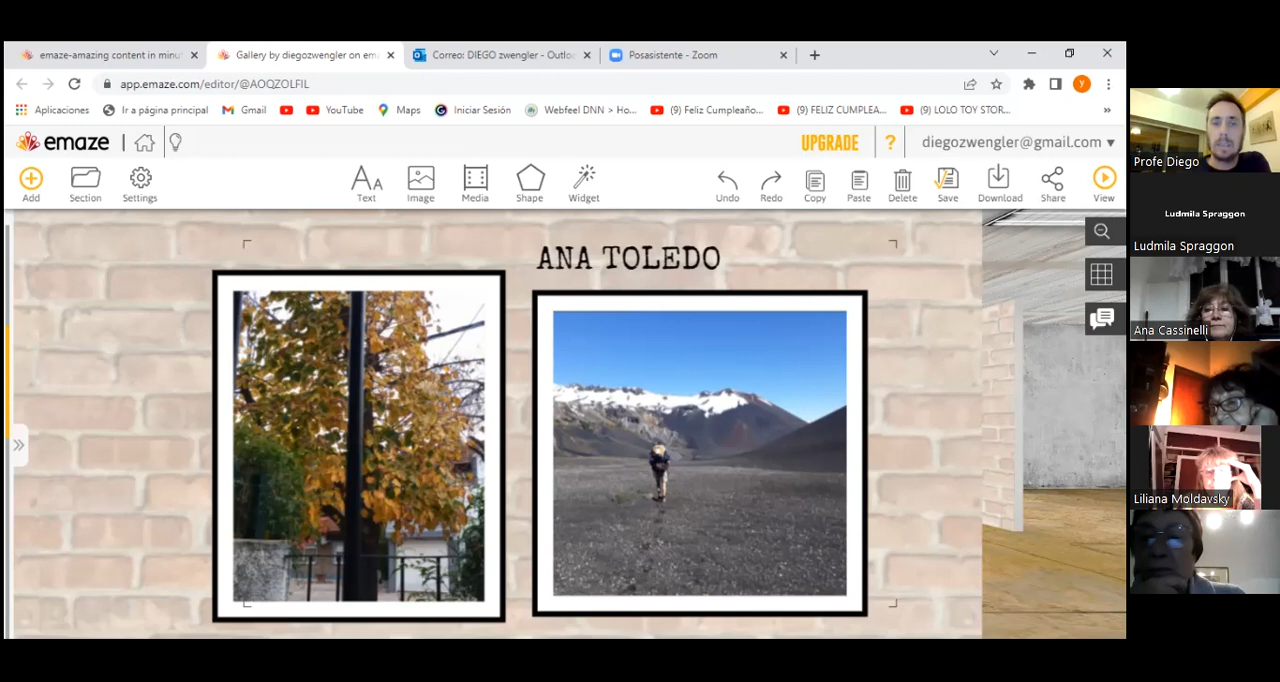 emaze-amazing content in minut
Gallery by diegozwengler on ema
Correo: DIEGO zwengler - Outlo
Posasistente - Zoom
app.emaze.com/editor/@AOQZOLFIL
y
Aplicaciones
Ir a página principal
Gmail
YouTube
Maps
Iniciar Sesión
Webfeel DNN > Ho...
(9) Feliz Cumpleaño...
(9) FELIZ CUMPLEA...
(9) LOLO TOY STOR...
»
emaze
UPGRADE
?
diegozwengler@gmail.com
Add
Section
Settings
Text
Image
Media
Shape
Widget
Undo
Redo
Copy
Paste
Delete
Save
Download
Share
View
ANA TOLEDO
Profe Diego
Ludmila Spraggon
Ludmila Spraggon
Ana Cassinelli
Liliana Moldavsky